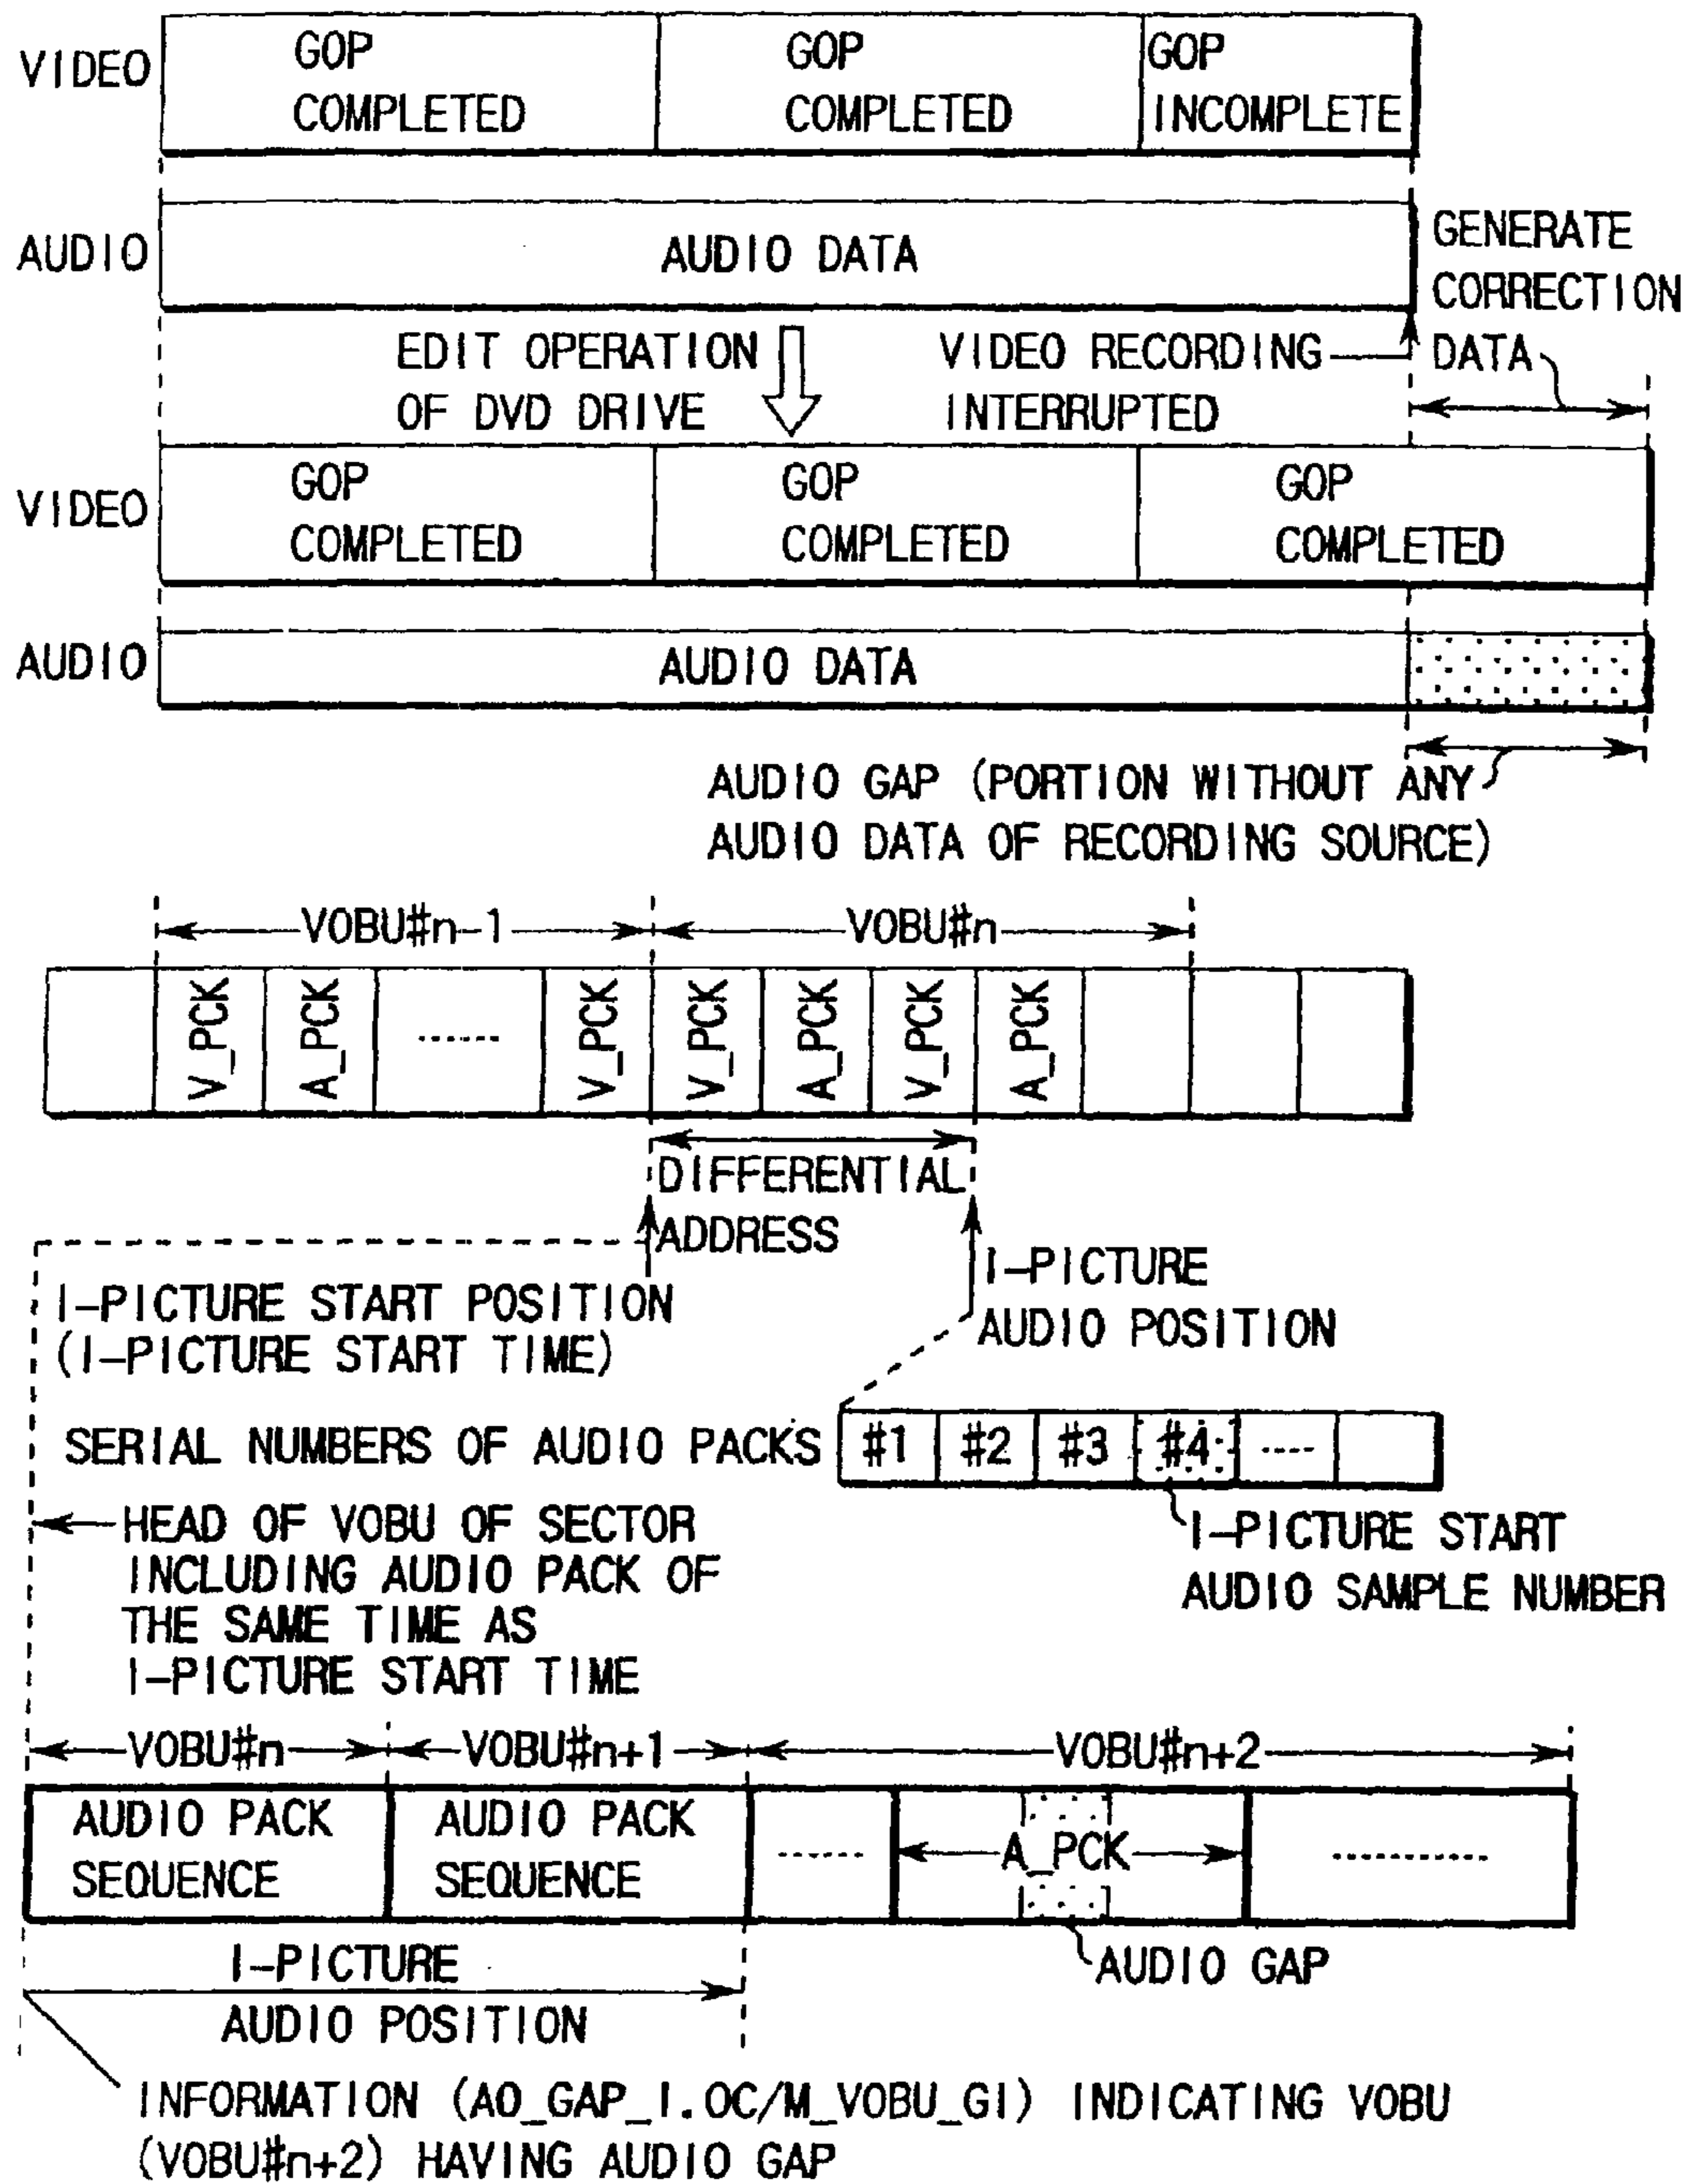 VIDEO
GOP
COMPLETED
GOP
COMPLETED
GOP
INCOMPLETE
AUDIO
AUDIO DATA
GENERATE
CORRECTION
DATA
EDIT OPERATION
OF DVD DRIVE
VIDEO RECORDING
INTERRUPTED
VIDEO
GOP
COMPLETED
GOP
COMPLETED
GOP
COMPLETED
AUDIO
AUDIO DATA
AUDIO GAP (PORTION WITHOUT ANY
AUDIO DATA OF RECORDING SOURCE)
VOBU#n-1
VOBU#n
V_PCK
A_PCK
------
V_PCK
V_PCK
A_PCK
V_PCK
A_PCK
DIFFERENTIAL
ADDRESS
I-PICTURE START POSITION
(I-PICTURE START TIME)
I-PICTURE
AUDIO POSITION
SERIAL NUMBERS OF AUDIO PACKS
#1
#2
#3
#4
----
I-PICTURE START
AUDIO SAMPLE NUMBER
HEAD OF VOBU OF SECTOR
INCLUDING AUDIO PACK OF
THE SAME TIME AS
I-PICTURE START TIME
VOBU#n
VOBU#n+1
VOBU#n+2
AUDIO PACK
SEQUENCE
AUDIO PACK
SEQUENCE
------
A_PCK
-----------
AUDIO GAP
I-PICTURE
AUDIO POSITION
INFORMATION (A0_GAP_I.OC/M_VOBU_GI) INDICATING VOBU
(VOBU#n+2) HAVING AUDIO GAP